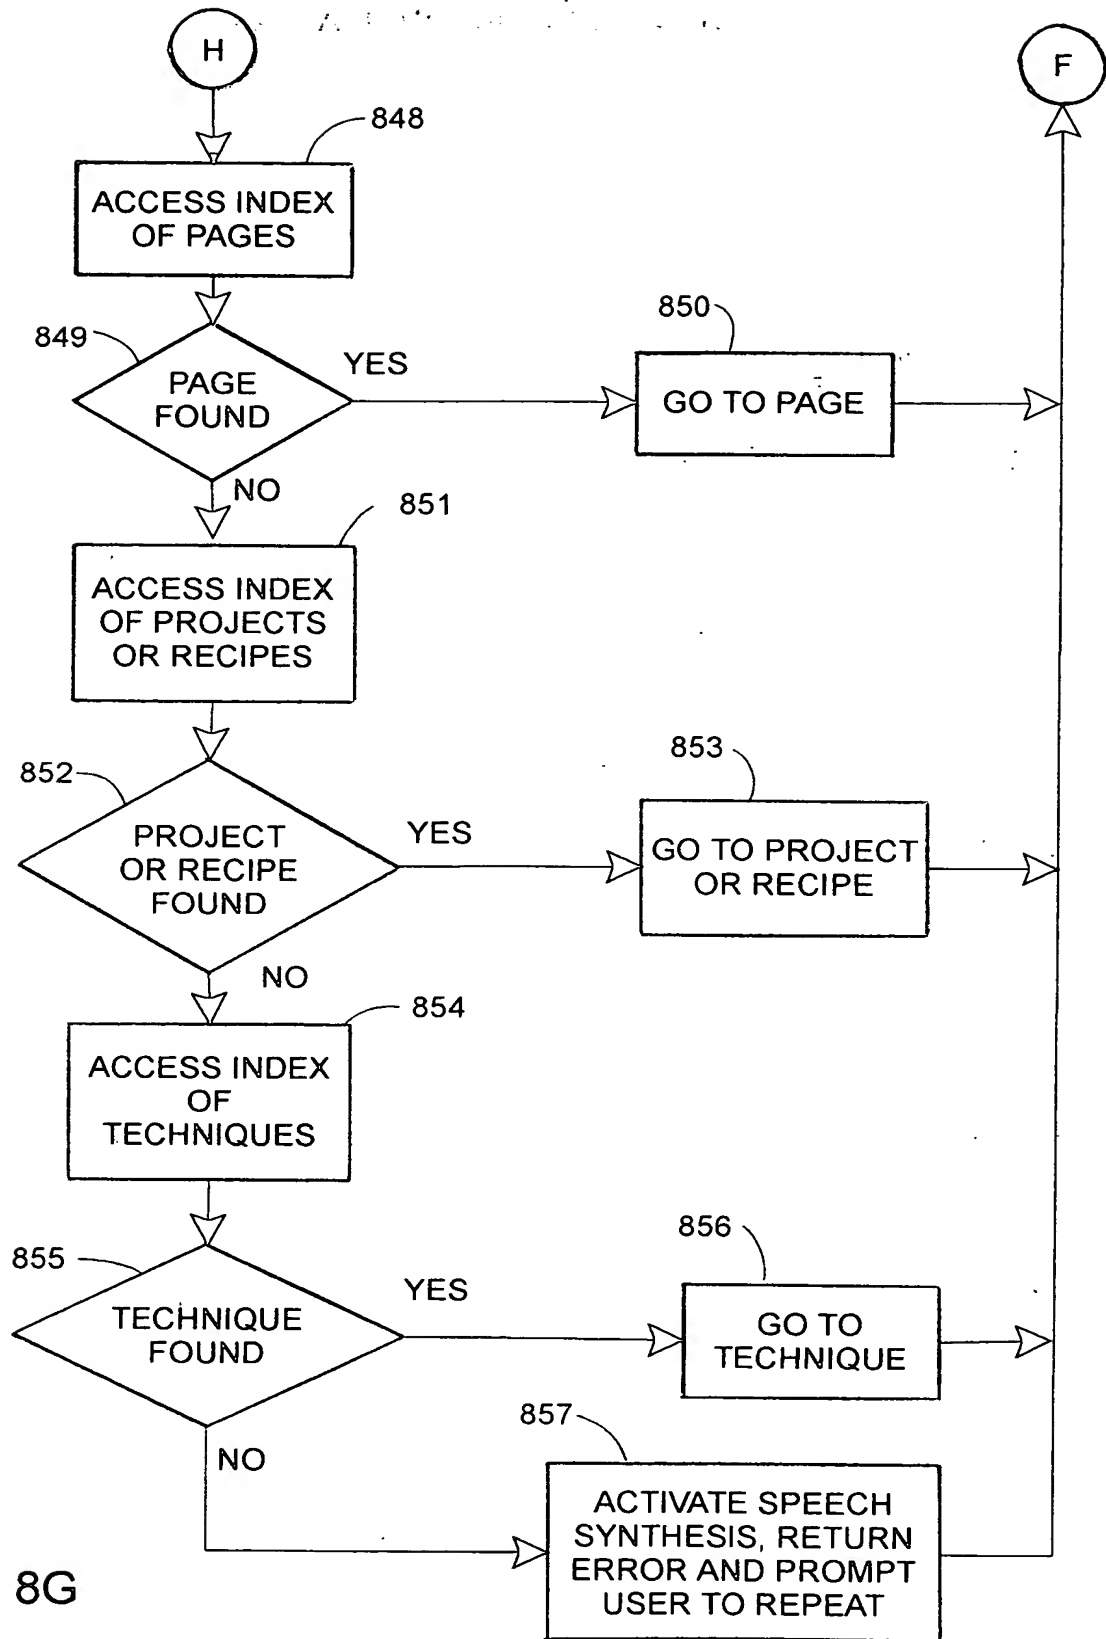 H
F
848
ACCESS INDEX
OF PAGES
849
PAGE
FOUND
YES
850
GO TO PAGE
NO
851
ACCESS INDEX
OF PROJECTS
OR RECIPES
852
PROJECT
OR RECIPE
FOUND
YES
853
GO TO PROJECT
OR RECIPE
NO
854
ACCESS INDEX
OF
TECHNIQUES
855
TECHNIQUE
FOUND
YES
856
GO TO
TECHNIQUE
NO
857
ACTIVATE SPEECH
SYNTHESIS, RETURN
ERROR AND PROMPT
USER TO REPEAT
8G